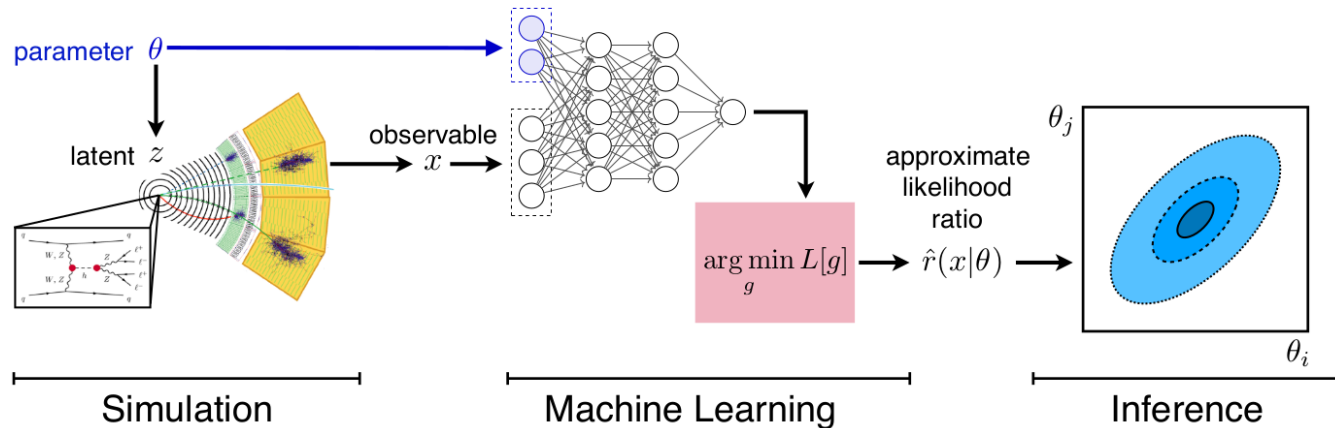 parameter θ
latent z
observable
x
q
q
W, Z
Z
ℓ+
ℓ−
h
W, Z
Z
ℓ+
ℓ−
q
q
arg min L[g]
g
approximate
likelihood
ratio
r̂(x|θ)
θj
θi
Simulation
Machine Learning
Inference